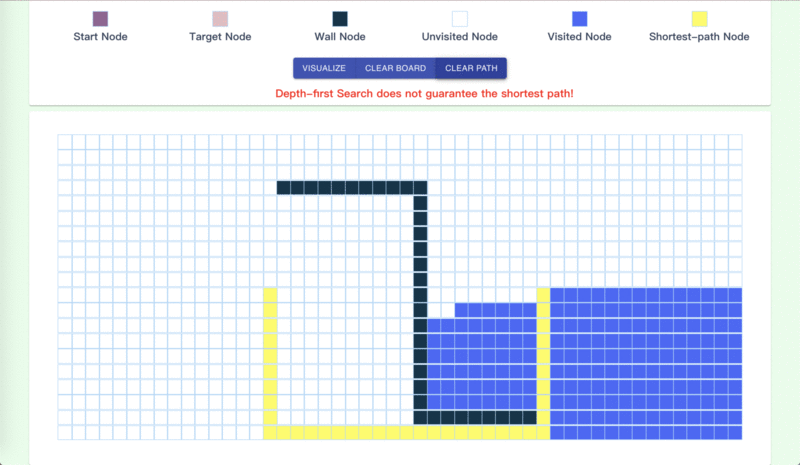 Start Node
Target Node
Wall Node
Unvisited Node
Visited Node
Shortest-path Node
VISUALIZE
CLEAR BOARD
CLEAR PATH
Depth-first Search does not guarantee the shortest path!